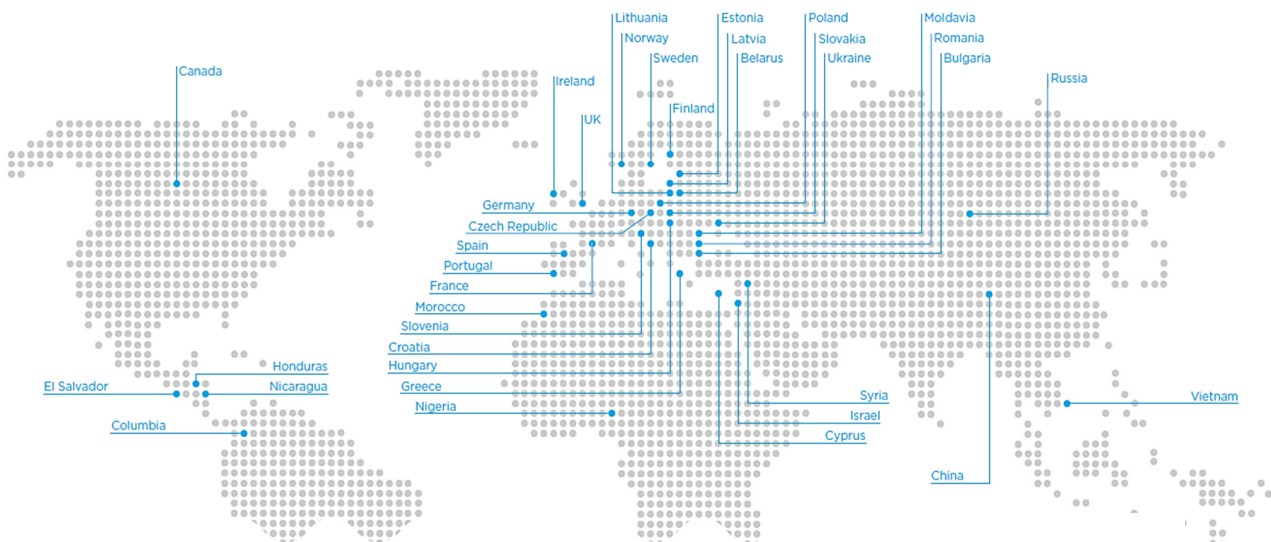 Lithuania
Estonia
Poland
Moldavia
Norway
Latvia
Slovakia
Romania
Sweden
Belarus
Ukraine
Bulgaria
Canada
Ireland
Russia
Finland
UK
Germany
Czech Republic
Spain
Portugal
France
Morocco
Slovenia
Croatia
Honduras
Hungary
El Salvador
Nicaragua
Greece
Syria
Vietnam
Nigeria
Israel
Columbia
Cyprus
China